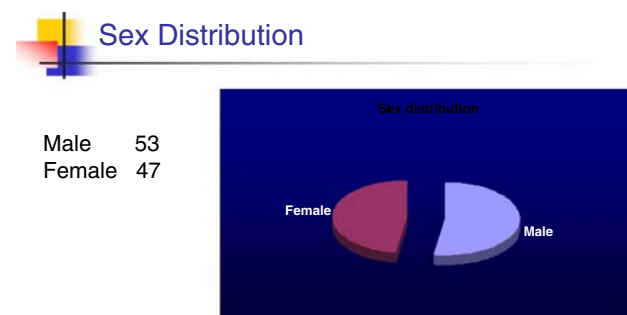 Sex Distribution
Sex distribution
Male 53
Female 47
Female
Male